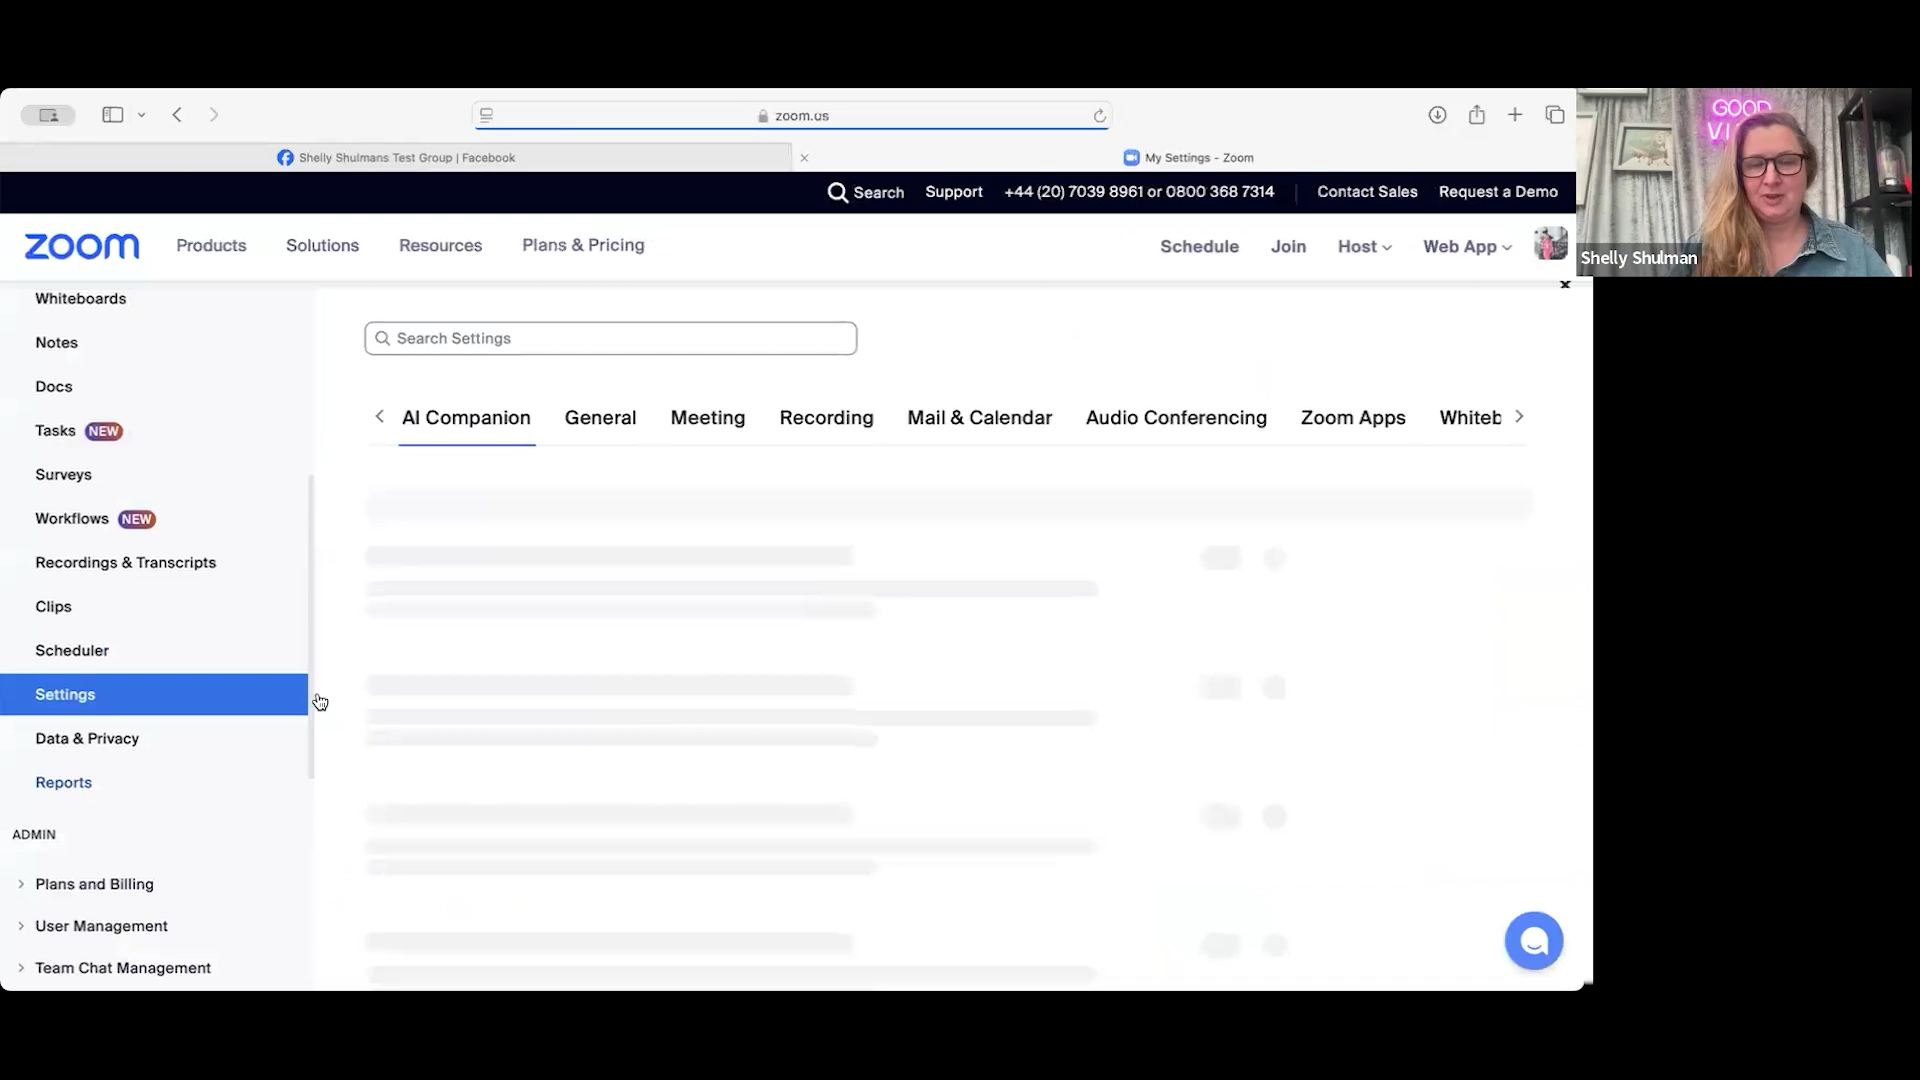 zoom.us
Shelly Shulmans Test Group | Facebook
My Settings - Zoom
Search
Support
+44 (20) 7039 8961 or 0800 368 7314
Contact Sales
Request a Demo
zoom
Products
Solutions
Resources
Plans & Pricing
Schedule
Join
Host
Web App
GOOD
VI
Shelly Shulman
Whiteboards
Notes
Docs
Tasks NEW
Surveys
Workflows NEW
Recordings & Transcripts
Clips
Scheduler
Settings
Data & Privacy
Reports
ADMIN
Plans and Billing
User Management
Team Chat Management
Search Settings
AI Companion
General
Meeting
Recording
Mail & Calendar
Audio Conferencing
Zoom Apps
Whiteb